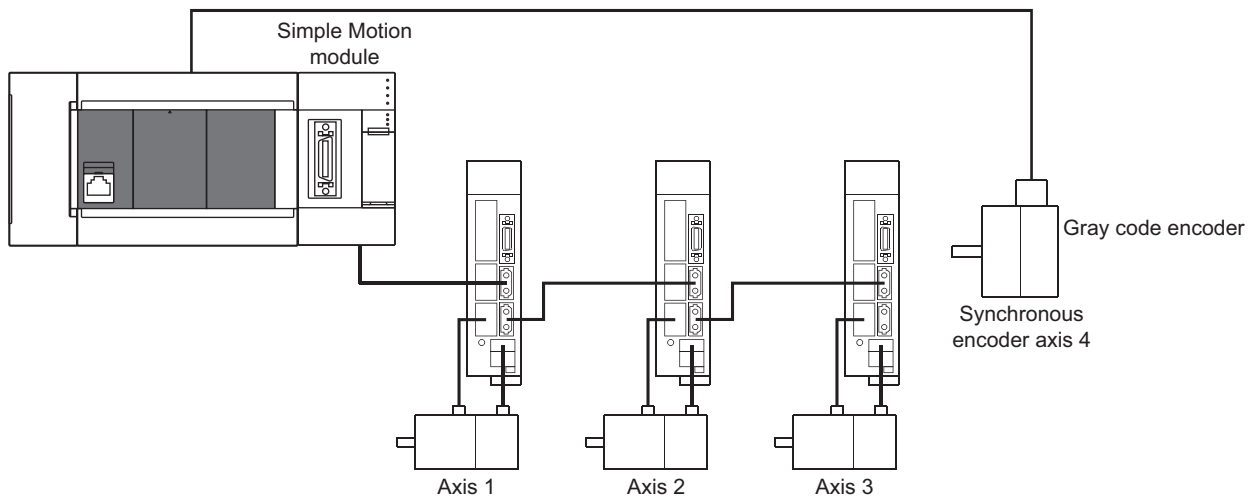 Simple Motion
module
Gray code encoder
Synchronous
encoder axis 4
Axis 1
Axis 2
Axis 3